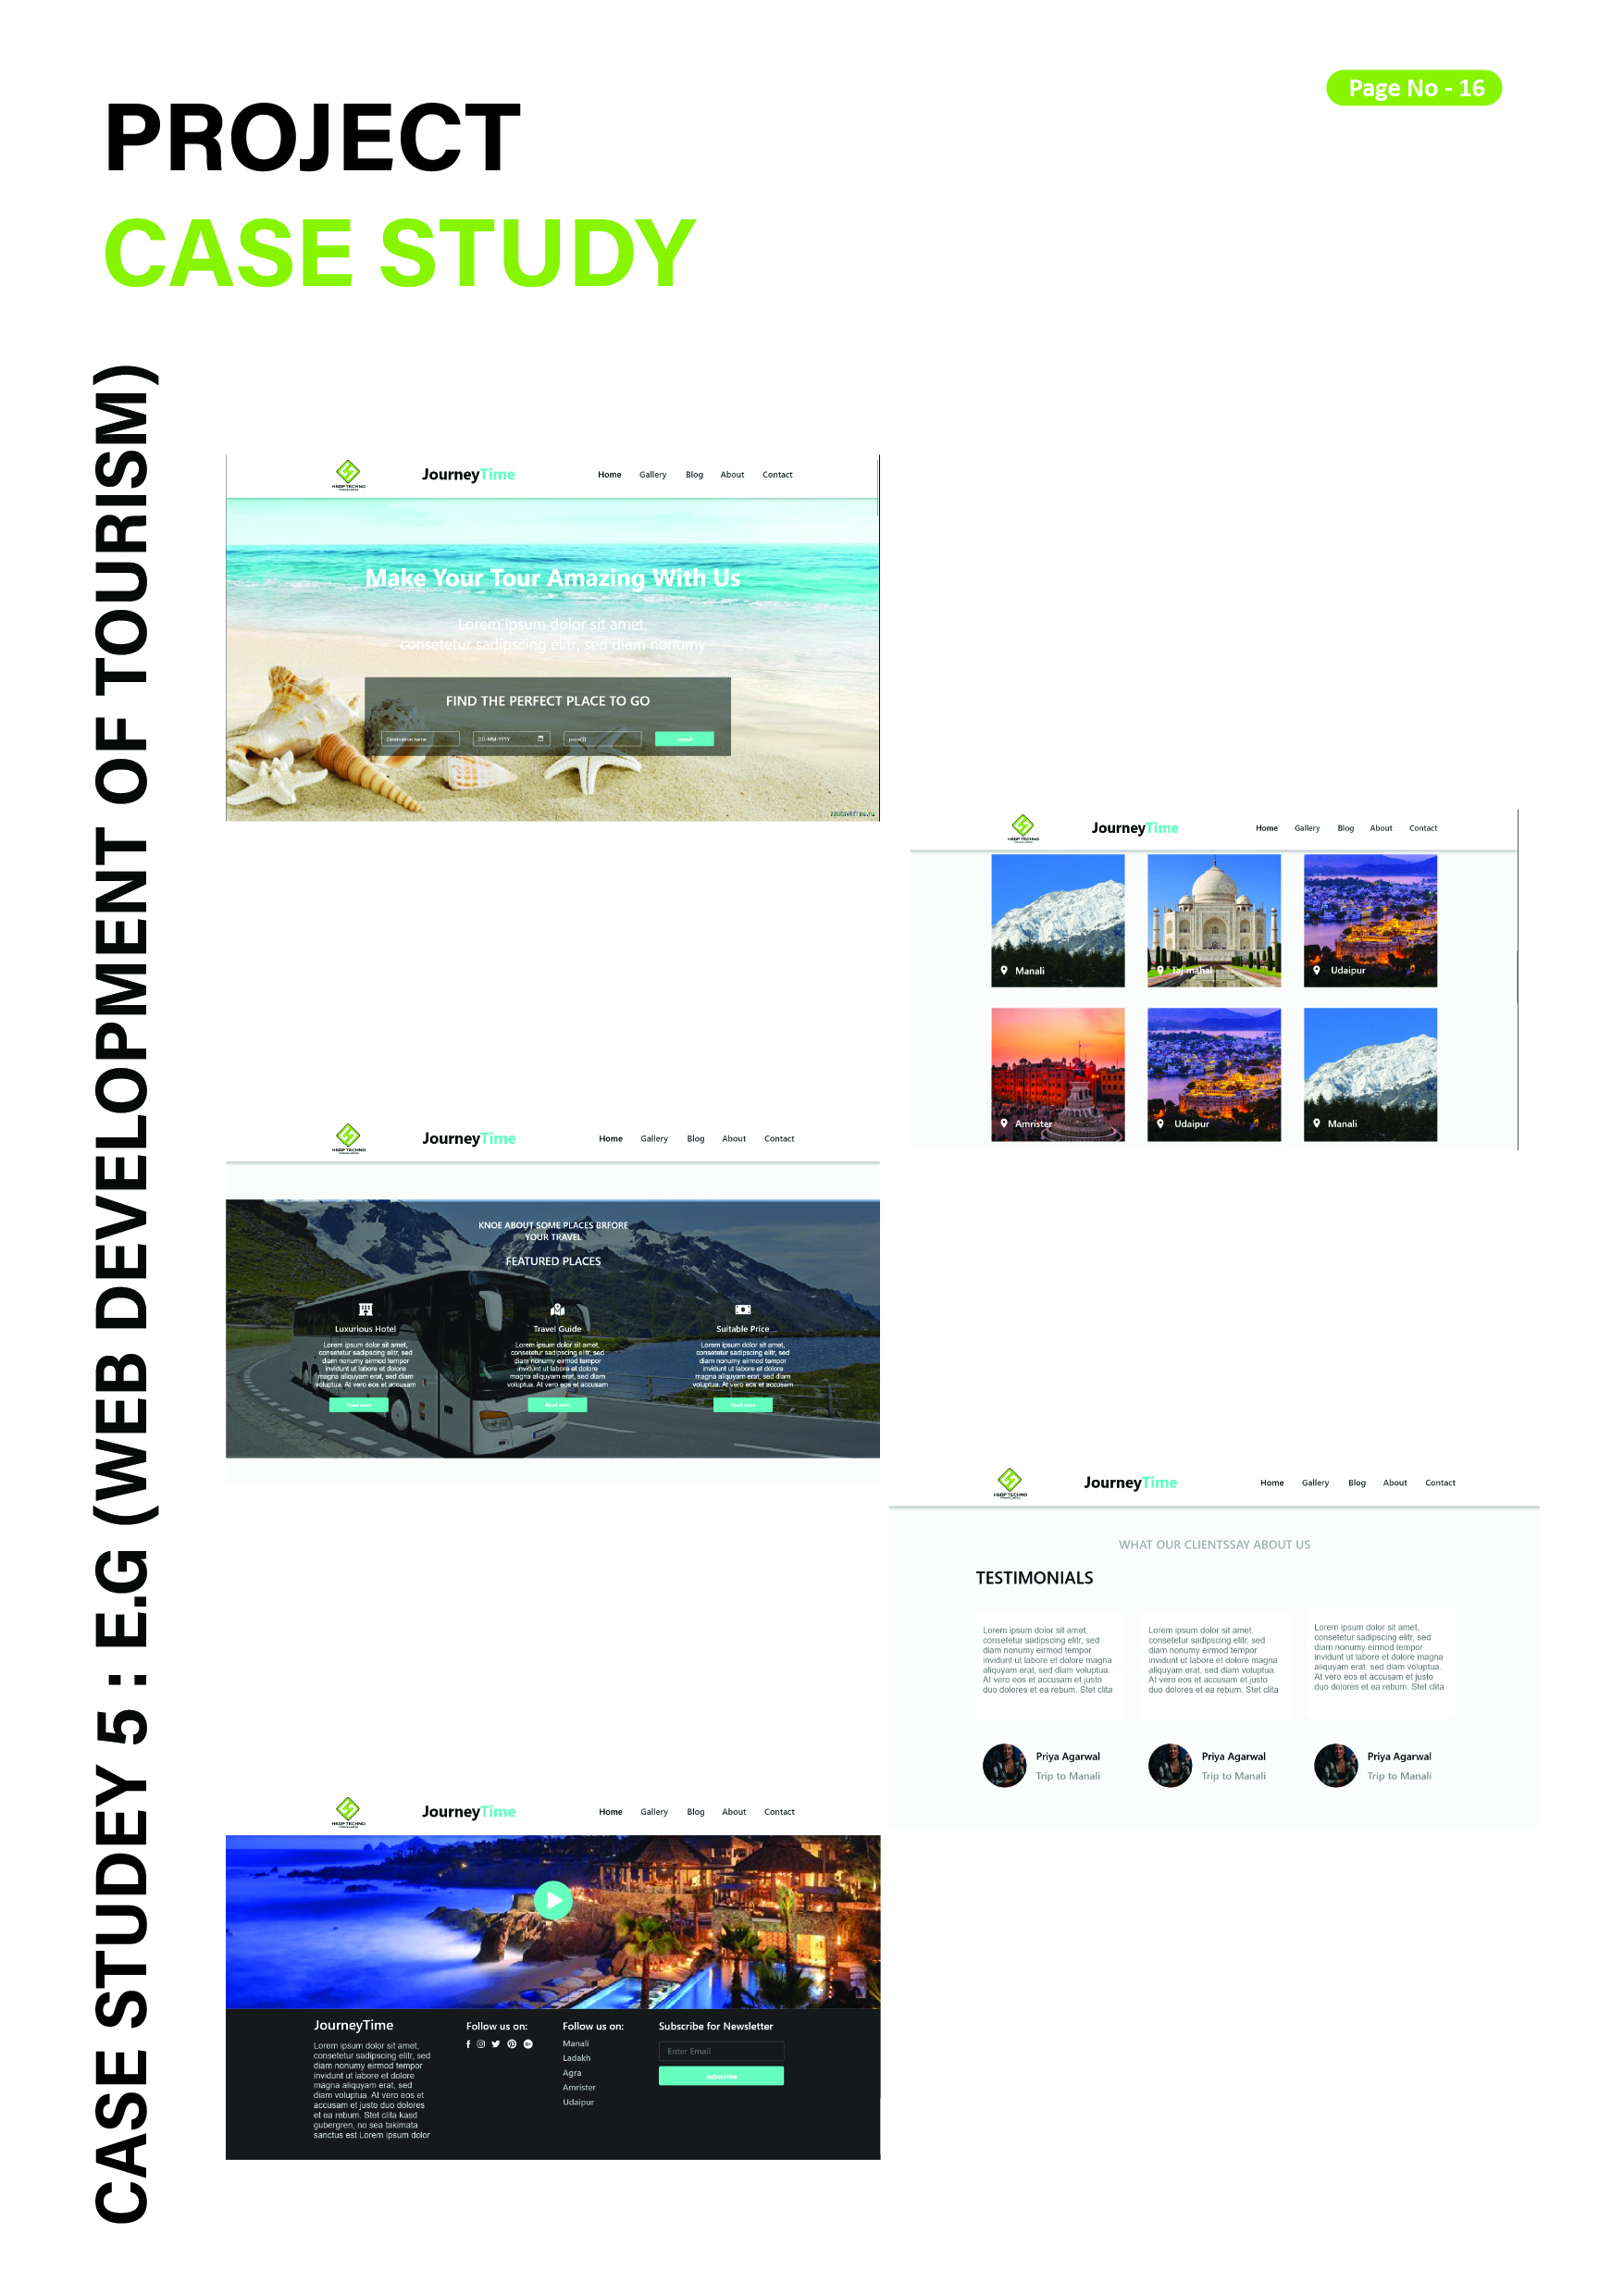 Page No - 16
PROJECT
CASE STUDY
CASE STUDEY 5 : E.G (WEB DEVELOPMENT OF TOURISM)
HSDP TECHNO
JourneyTime
Home Gallery Blog About Contact
Make Your Tour Amazing With Us
Lorem ipsum dolor sit amet,
consetetur sadipscing elitr, sed diam nonumy
FIND THE PERFECT PLACE TO GO
Destination name DD-MM-YYYY price($) search
HSDP TECHNO
JourneyTime
Home Gallery Blog About Contact
Manali
Taj mahal
Udaipur
Amrister
Udaipur
Manali
HSDP TECHNO
JourneyTime
Home Gallery Blog About Contact
KNOE ABOUT SOME PLACES BRFORE
YOUR TRAVEL
FEATURED PLACES
Luxurious Hotel
Lorem ipsum dolor sit amet,
consetetur sadipscing elitr, sed
diam nonumy eirmod tempor
invidunt ut labore et dolore
magna aliquyam erat, sed diam
voluptua. At vero eos et accusam
Read more
Travel Guide
Lorem ipsum dolor sit amet,
consetetur sadipscing elitr, sed
diam nonumy eirmod tempor
invidunt ut labore et dolore
magna aliquyam erat, sed diam
voluptua. At vero eos et accusam
Read more
Suitable Price
Lorem ipsum dolor sit amet,
consetetur sadipscing elitr, sed
diam nonumy eirmod tempor
invidunt ut labore et dolore
magna aliquyam erat, sed diam
voluptua. At vero eos et accusam
Read more
HSDP TECHNO
JourneyTime
Home Gallery Blog About Contact
WHAT OUR CLIENTSSAY ABOUT US
TESTIMONIALS
Lorem ipsum dolor sit amet,
consetetur sadipscing elitr, sed
diam nonumy eirmod tempor
invidunt ut labore et dolore magna
aliquyam erat, sed diam voluptua.
At vero eos et accusam et justo
duo dolores et ea rebum. Stet clita
Priya Agarwal
Trip to Manali
Lorem ipsum dolor sit amet,
consetetur sadipscing elitr, sed
diam nonumy eirmod tempor
invidunt ut labore et dolore magna
aliquyam erat, sed diam voluptua.
At vero eos et accusam et justo
duo dolores et ea rebum. Stet clita
Priya Agarwal
Trip to Manali
Lorem ipsum dolor sit amet,
consetetur sadipscing elitr, sed
diam nonumy eirmod tempor
invidunt ut labore et dolore magna
aliquyam erat, sed diam voluptua.
At vero eos et accusam et justo
duo dolores et ea rebum. Stet clita
Priya Agarwal
Trip to Manali
HSDP TECHNO
JourneyTime
Home Gallery Blog About Contact
JourneyTime
Lorem ipsum dolor sit amet,
consetetur sadipscing elitr, sed
diam nonumy eirmod tempor
invidunt ut labore et dolore
magna aliquyam erat, sed
diam voluptua. At vero eos et
accusam et justo duo dolores
et ea rebum. Stet clita kasd
gubergren, no sea takimata
sanctus est Lorem ipsum dolor
Follow us on:
Follow us on:
Manali
Ladakh
Agra
Amrister
Udaipur
Subscribe for Newsletter
Enter Email
subscribe